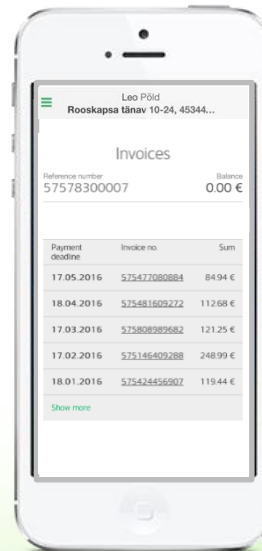 Leo Põld
Rooskapsa tänav 10-24, 45344...
Invoices
Reference number Balance
57578300007 0.00 €
Payment deadline Invoice no. Sum
17.05.2016 575477080884 84.94 €
18.04.2016 575481609272 112.68 €
17.03.2016 575808989682 121.25 €
17.02.2016 575146409288 248.99 €
18.01.2016 575424456907 119.44 €
Show more